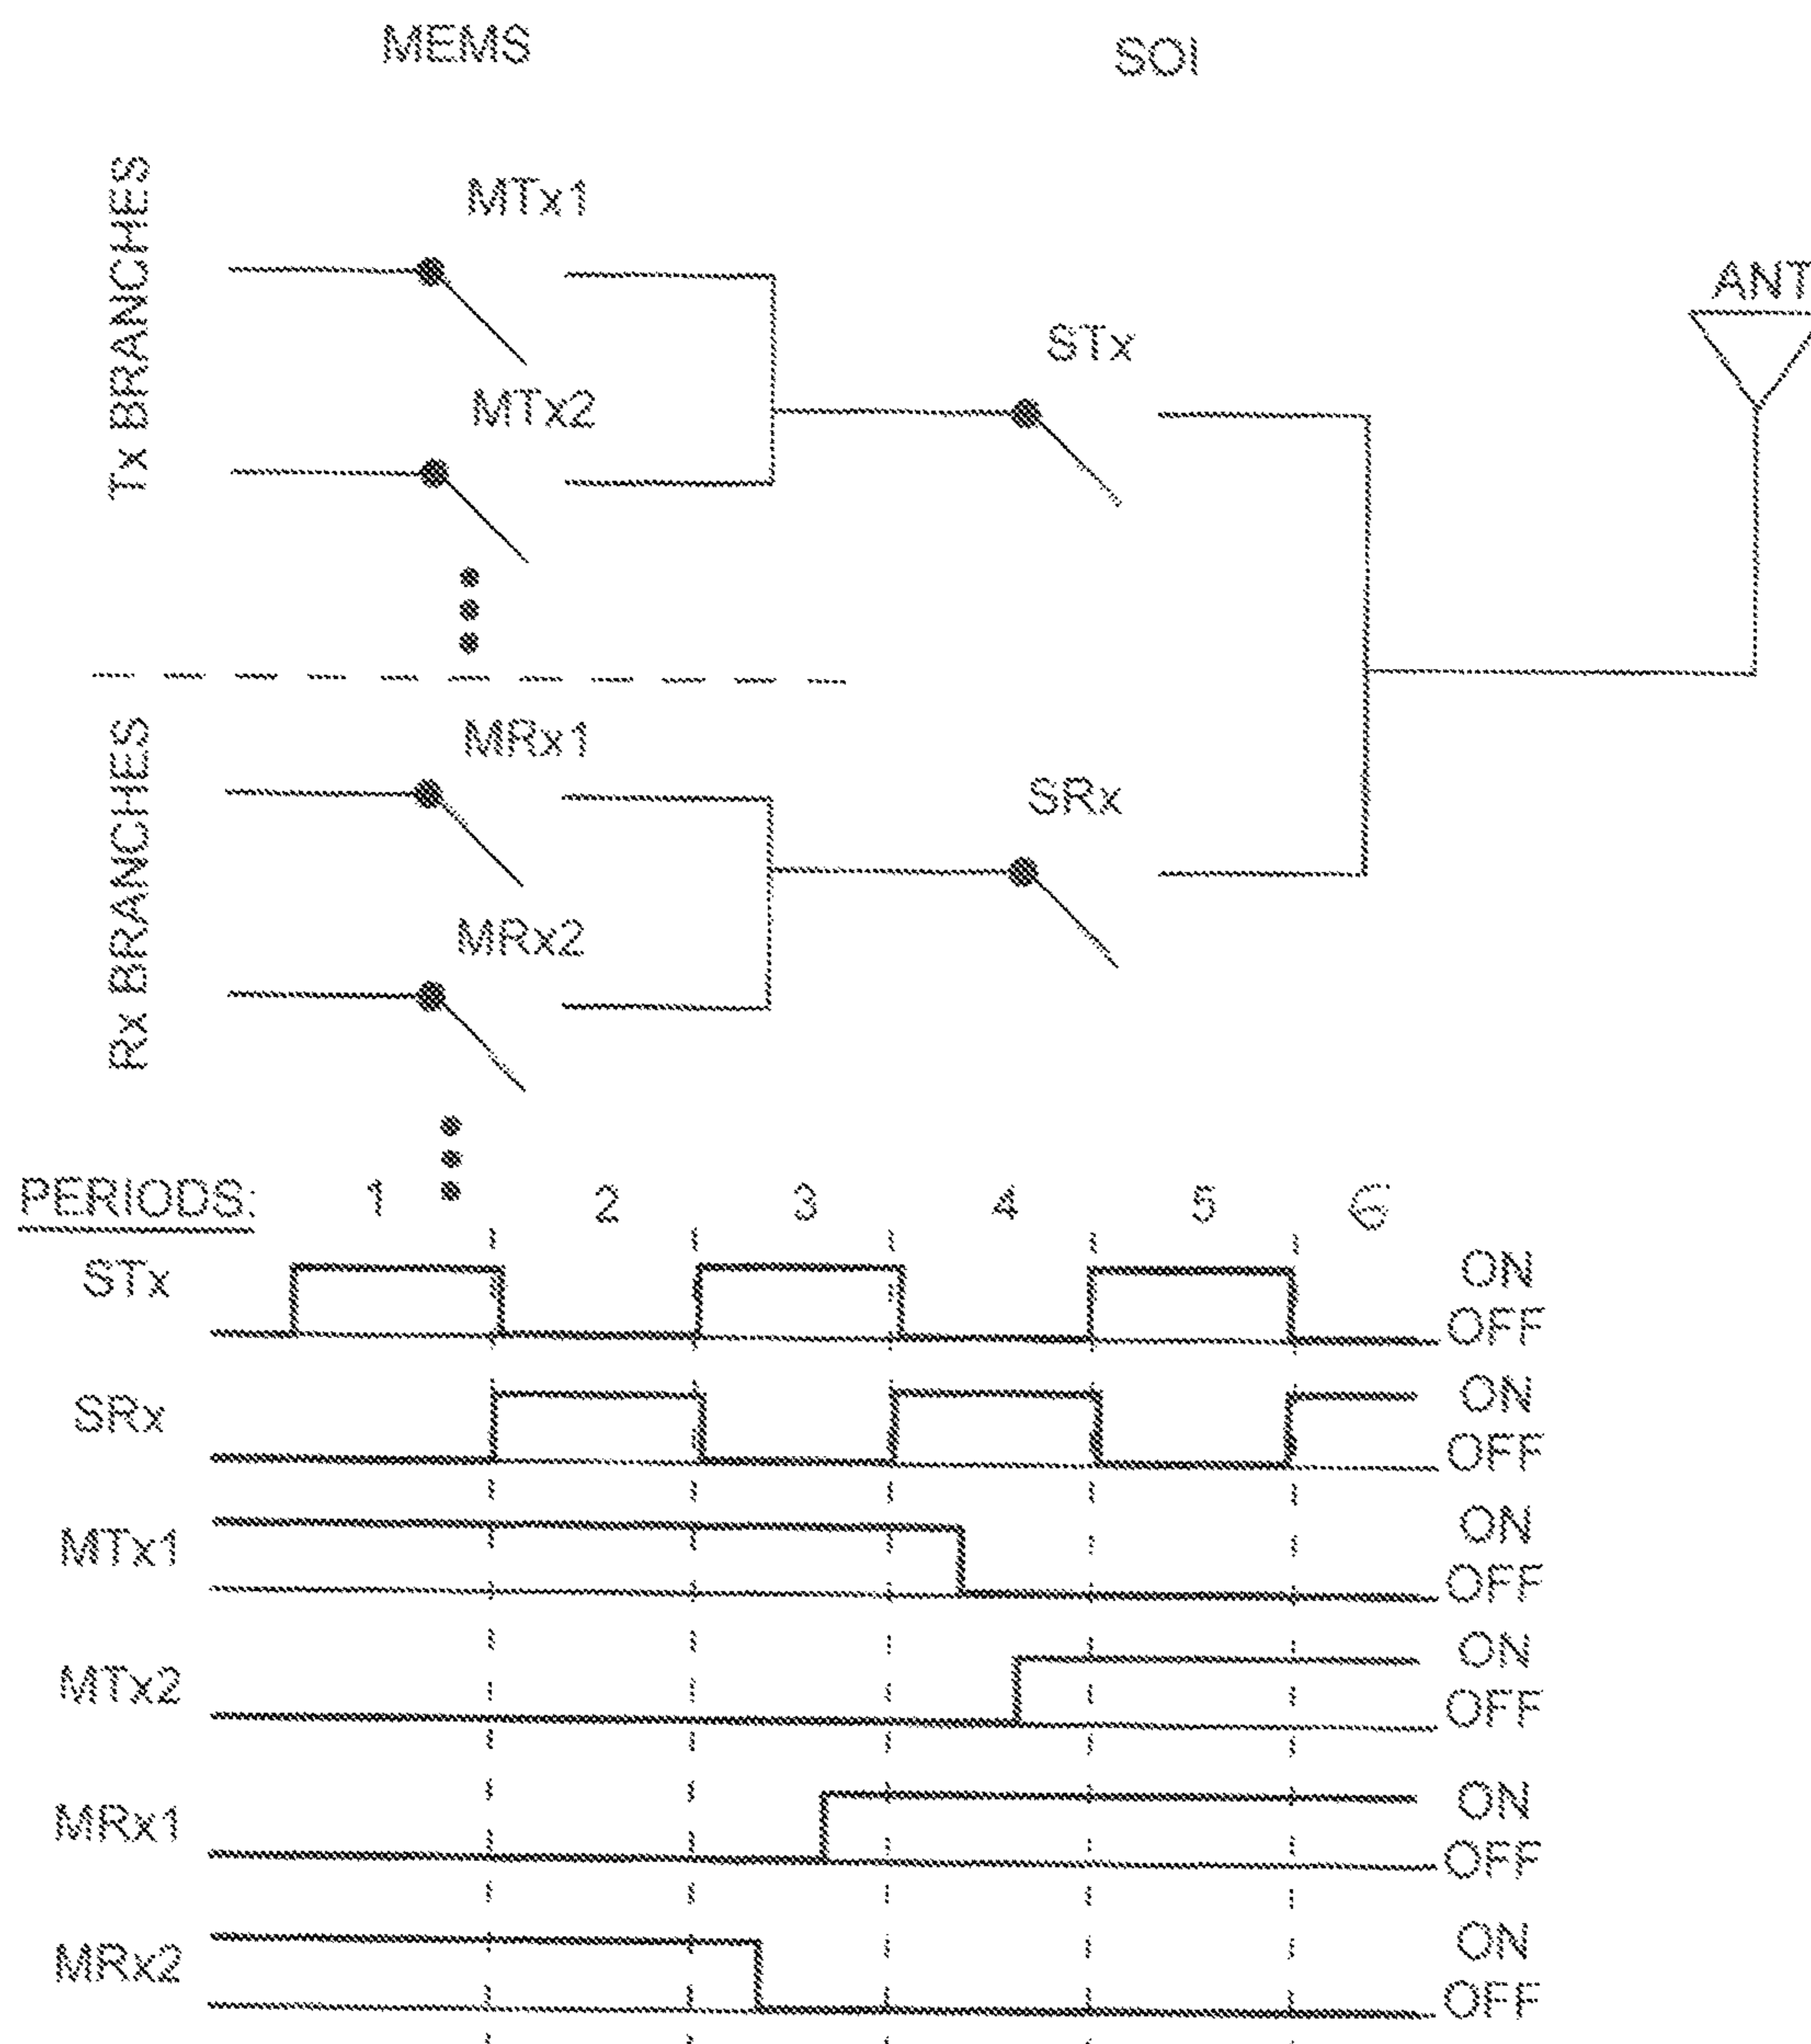 MEMS SOI
Tx BRANCHES
MTx1
ANT
STx
MTx2
Rx BRANCHES
MRx1
SRx
MRx2
PERIODS: 1 2 3 4 5 6
STx ON
OFF
SRx ON
OFF
MTx1 ON
OFF
MTx2 ON
OFF
MRx1 ON
OFF
MRx2 ON
OFF